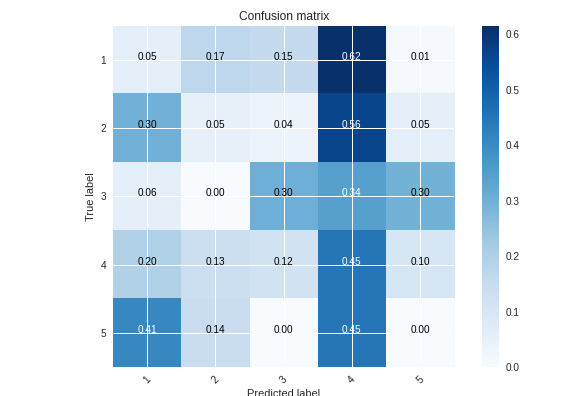 Confusion matrix
1 0.05 0.17 0.15 0.62 0.01
2 0.30 0.05 0.04 0.56 0.05
3 0.06 0.00 0.30 0.34 0.30
4 0.20 0.13 0.12 0.45 0.10
5 0.41 0.14 0.00 0.45 0.00
1 2 3 4 5
True label
Predicted label
0.6
0.5
0.4
0.3
0.2
0.1
0.0